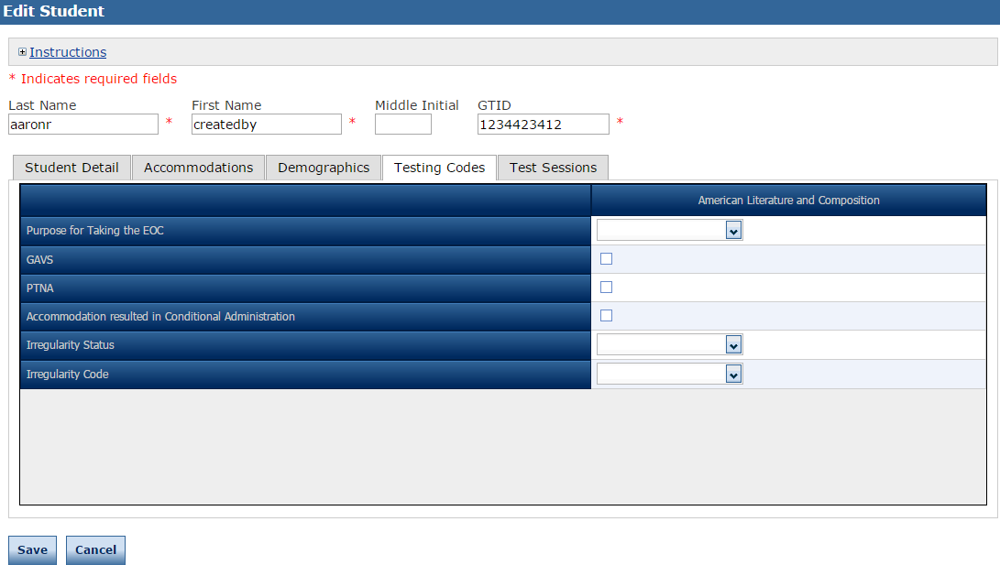 Edit Student
Instructions
* Indicates required fields
Last Name First Name Middle Initial GTID
aaronr * createdby * 1234423412 *
Student Detail Accommodations Demographics Testing Codes Test Sessions
American Literature and Composition
Purpose for Taking the EOC
GAVS
PTNA
Accommodation resulted in Conditional Administration
Irregularity Status
Irregularity Code
Save Cancel